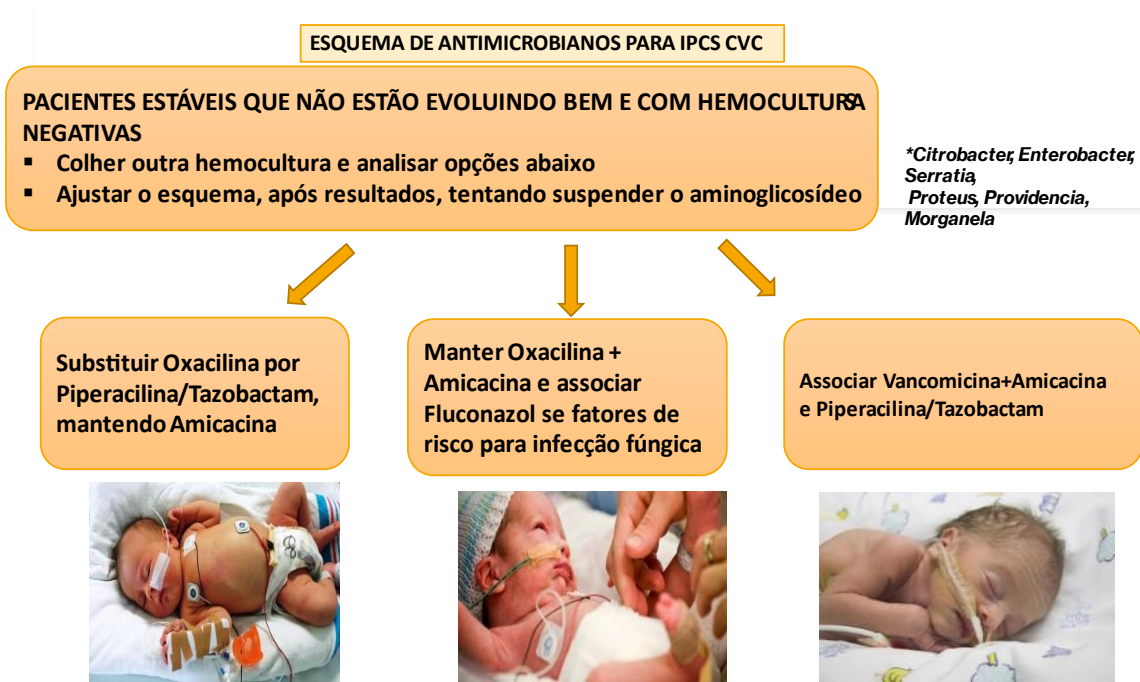 ESQUEMA DE ANTIMICROBIANOS PARA IPCS CVC
PACIENTES ESTÁVEIS QUE NÃO ESTÃO EVOLUINDO BEM E COM HEMOCULTURAS
NEGATIVAS
▪ Colher outra hemocultura e analisar opções abaixo
▪ Ajustar o esquema, após resultados, tentando suspender o aminoglicosídeo
*Citrobacter, Enterobacter,
Serratia,
Proteus, Providencia,
Morganela
Substituir Oxacilina por
Piperacilina/Tazobactam,
mantendo Amicacina
Manter Oxacilina +
Amicacina e associar
Fluconazol se fatores de
risco para infecção fúngica
Associar Vancomicina+Amicacina
e Piperacilina/Tazobactam